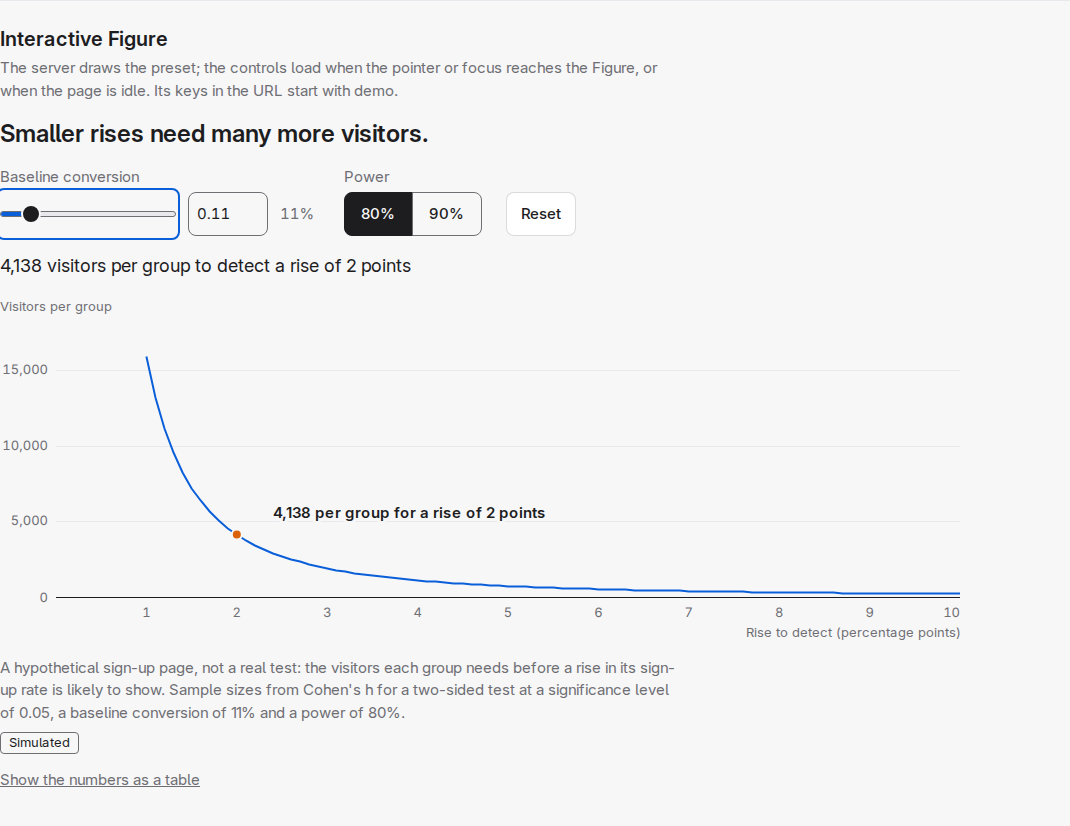 Interactive Figure
The server draws the preset; the controls load when the pointer or focus reaches the Figure, or
when the page is idle. Its keys in the URL start with demo.
Smaller rises need many more visitors.
Baseline conversion
Power
0.11
11%
80%
90%
Reset
4,138 visitors per group to detect a rise of 2 points
Visitors per group
15,000
10,000
5,000
0
4,138 per group for a rise of 2 points
1 2 3 4 5 6 7 8 9 10
Rise to detect (percentage points)
A hypothetical sign-up page, not a real test: the visitors each group needs before a rise in its sign-
up rate is likely to show. Sample sizes from Cohen's h for a two-sided test at a significance level
of 0.05, a baseline conversion of 11% and a power of 80%.
Simulated
Show the numbers as a table